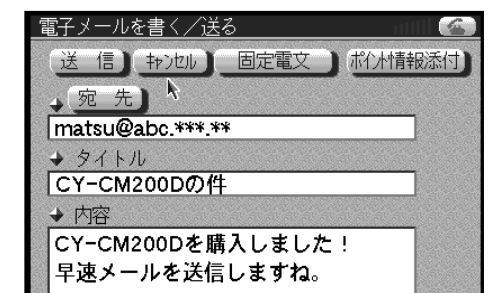 電子メールを書く／送る
送　信 ｷｬﾝｾﾙ 固定電文 ﾎﾟｲﾝﾄ情報添付
宛　先
matsu@abc.***.**
タイトル
CY-CM200Dの件
内容
CY-CM200Dを購入しました！
早速メールを送信しますね。